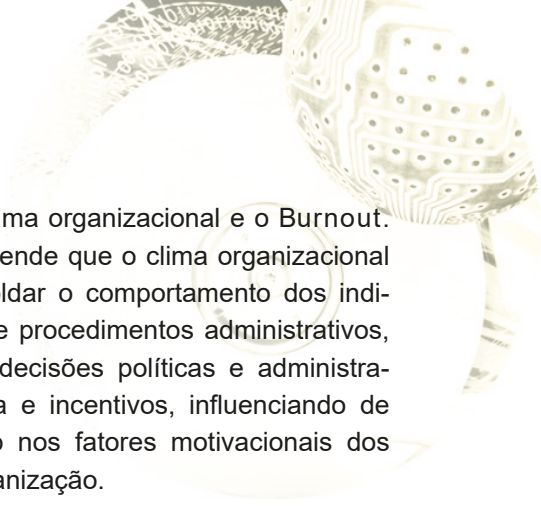 ma organizacional e o Burnout.
ende que o clima organizacional
ldar o comportamento dos indi-
e procedimentos administrativos,
decisões políticas e administra-
a e incentivos, influenciando de
o nos fatores motivacionais dos
anização.